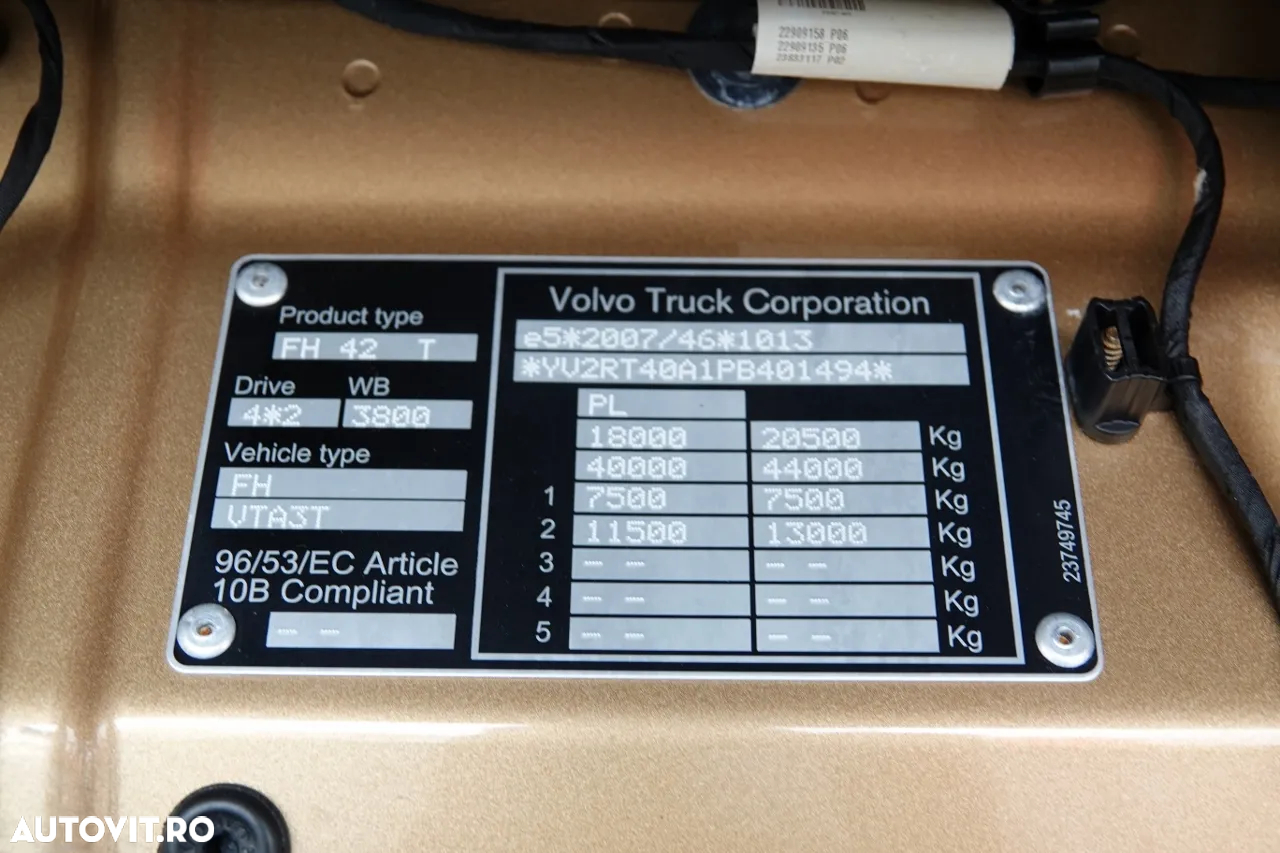 22909158 P06
22909135 P06
23833117 P02
Volvo Truck Corporation
e5*2007/46*1013
*YV2RT40A1PB401494*
Product type
FH 42 T
Drive WB
4*2 3800
Vehicle type
FH
VTA3T
96/53/EC Article
10B Compliant
-- --
PL
18000 20500 Kg
40000 44000 Kg
1 7500 7500 Kg
2 11500 13000 Kg
3 -- -- -- -- Kg
4 -- -- -- -- Kg
5 -- -- -- -- Kg
23749745
AUTOVIT.RO